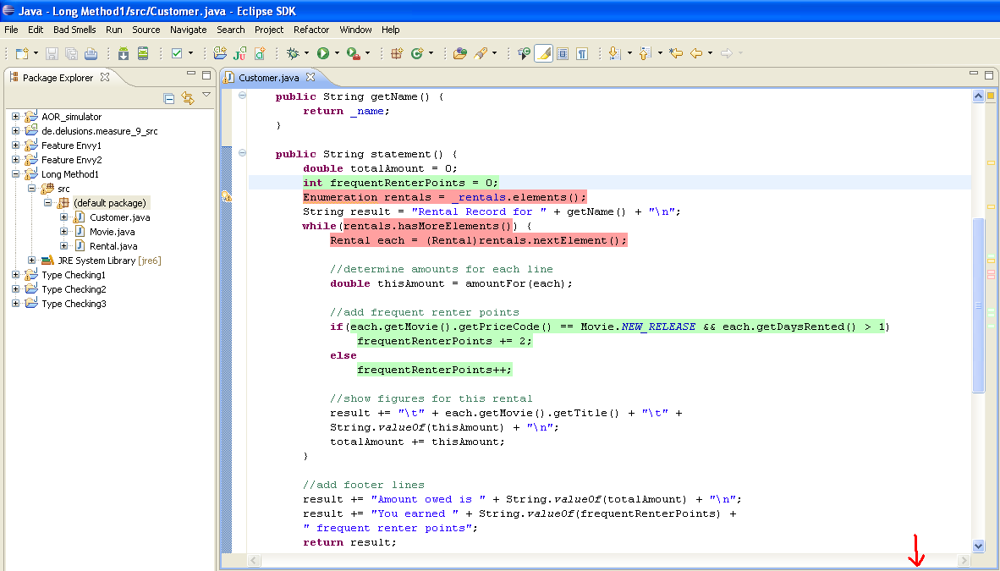 Java - Long Method1/src/Customer.java - Eclipse SDK
File Edit Bad Smells Run Source Navigate Search Project Refactor Window Help
Package Explorer
AOR_simulator
de.delusions.measure_9_src
Feature Envy1
Feature Envy2
Long Method1
src
(default package)
Customer.java
Movie.java
Rental.java
JRE System Library [jre6]
Type Checking1
Type Checking2
Type Checking3
Customer.java
public String getName() {
return _name;
}
public String statement() {
double totalAmount = 0;
int frequentRenterPoints = 0;
Enumeration rentals = _rentals.elements();
String result = "Rental Record for " + getName() + "\n";
while(rentals.hasMoreElements()) {
Rental each = (Rental)rentals.nextElement();
//determine amounts for each line
double thisAmount = amountFor(each);
//add frequent renter points
if(each.getMovie().getPriceCode() == Movie.NEW_RELEASE && each.getDaysRented() > 1)
frequentRenterPoints += 2;
else
frequentRenterPoints++;
//show figures for this rental
result += "\t" + each.getMovie().getTitle() + "\t" +
String.valueOf(thisAmount) + "\n";
totalAmount += thisAmount;
}
//add footer lines
result += "Amount owed is " + String.valueOf(totalAmount) + "\n";
result += "You earned " + String.valueOf(frequentRenterPoints) +
" frequent renter points";
return result;